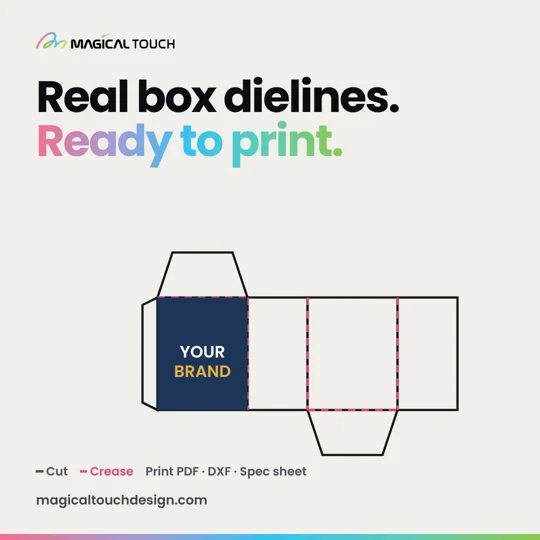 MAGICAL TOUCH
Real box dielines.
Ready to print.
YOUR
BRAND
Cut Crease Print PDF · DXF · Spec sheet
magicaltouchdesign.com